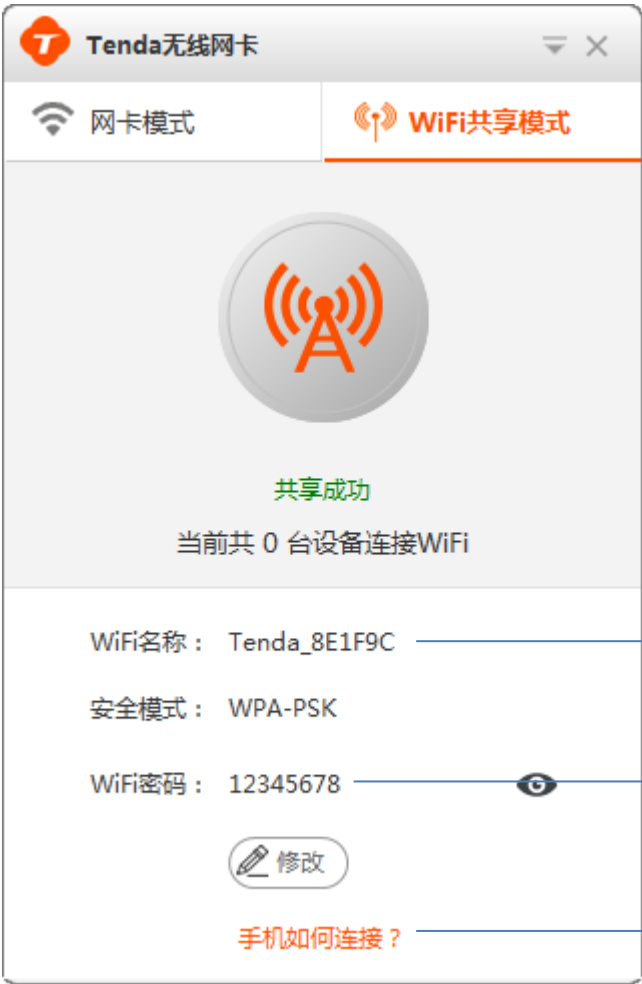 Tenda无线网卡
网卡模式
WiFi共享模式
共享成功
当前共 0 台设备连接WiFi
WiFi名称： Tenda_8E1F9C
安全模式： WPA-PSK
WiFi密码： 12345678
修改
手机如何连接？